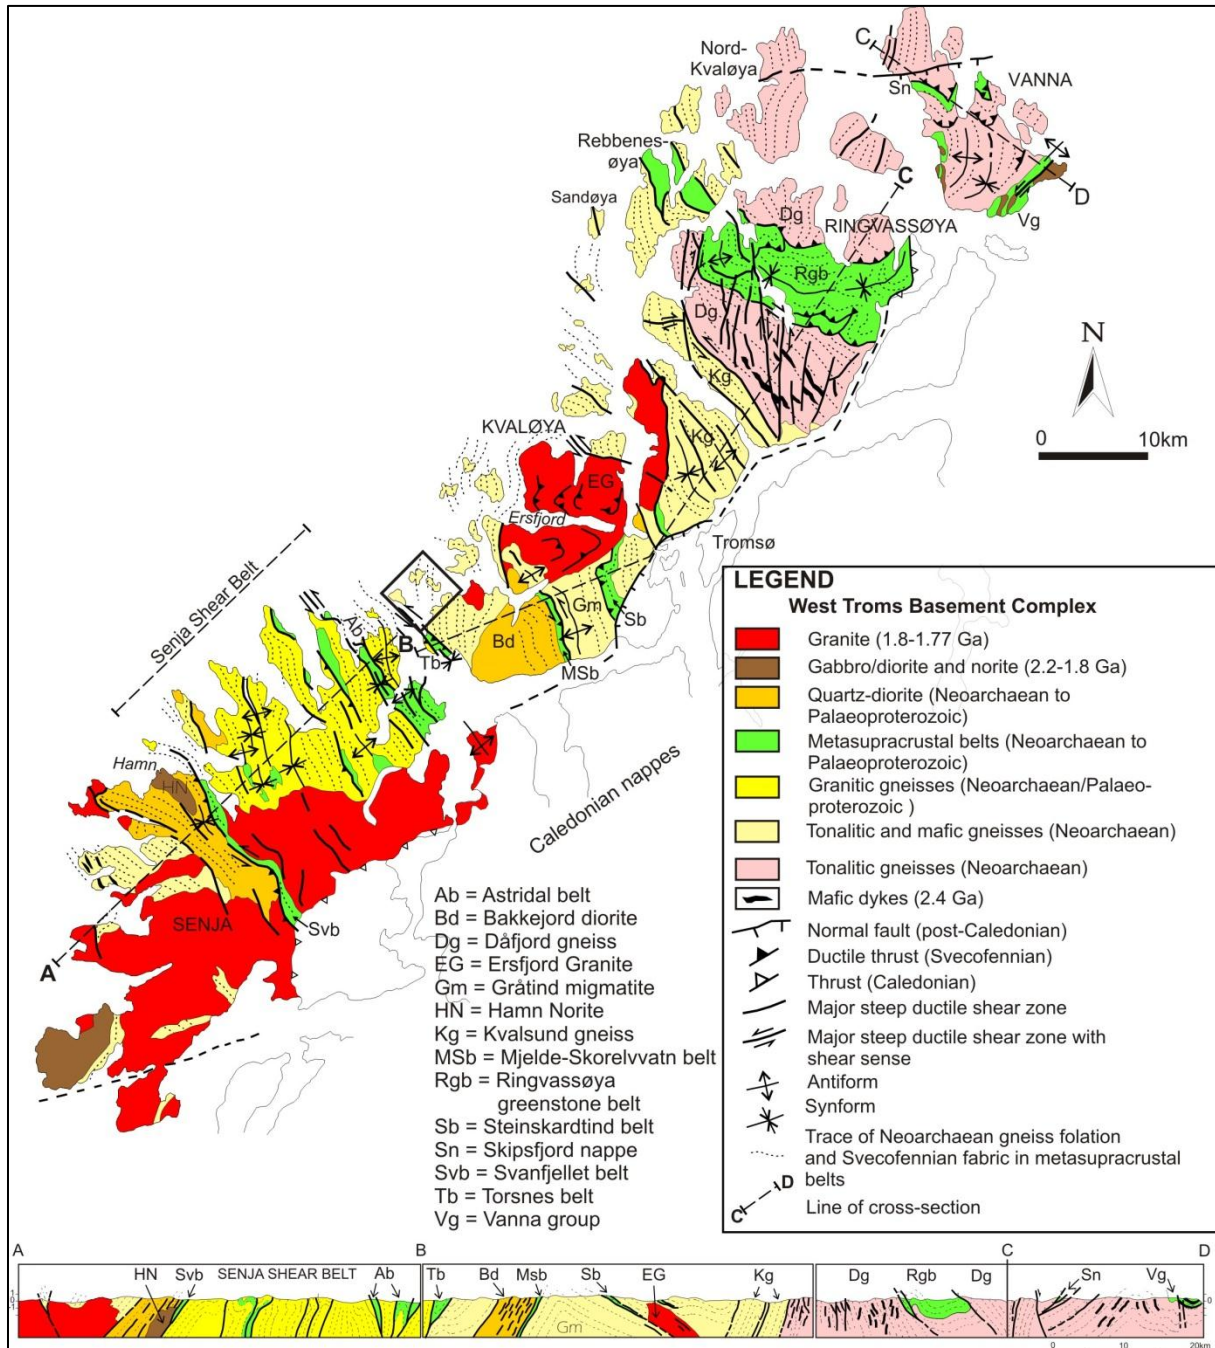 Nord-
Kvaløya
C
Sn
VANNA
Rebbenes-
øya
C
D
Sandøya
Dg
Vg
RINGVASSØYA
Rgb
Dg
N
Kg
0 10km
KVALØYA
Kg
EG
Ersfjord
Tromsø
Senja Shear Belt
Ab
B
Tb
Bd
Gm
Sb
MSb
Hamn
HN
Caledonian nappes
SENJA
Svb
A
LEGEND
West Troms Basement Complex
Granite (1.8-1.77 Ga)
Gabbro/diorite and norite (2.2-1.8 Ga)
Quartz-diorite (Neoarchaean to
Palaeoproterozoic)
Metasupracrustal belts (Neoarchaean to
Palaeoproterozoic)
Granitic gneisses (Neoarchaean/Palaeo-
proterozoic )
Tonalitic and mafic gneisses (Neoarchaean)
Tonalitic gneisses (Neoarchaean)
Mafic dykes (2.4 Ga)
Normal fault (post-Caledonian)
Ductile thrust (Svecofennian)
Thrust (Caledonian)
Major steep ductile shear zone
Major steep ductile shear zone with
shear sense
Antiform
Synform
Trace of Neoarchaean gneiss folation
and Svecofennian fabric in metasupracrustal
belts
C D Line of cross-section
Ab = Astridal belt
Bd = Bakkejord diorite
Dg = Dåfjord gneiss
EG = Ersfjord Granite
Gm = Gråtind migmatite
HN = Hamn Norite
Kg = Kvalsund gneiss
MSb = Mjelde-Skorelvvatn belt
Rgb = Ringvassøya
greenstone belt
Sb = Steinskardtind belt
Sn = Skipsfjord nappe
Svb = Svanfjellet belt
Tb = Torsnes belt
Vg = Vanna group
A B C D
HN Svb SENJA SHEAR BELT Ab Tb Bd Msb Sb EG Kg Dg Rgb Dg Sn Vg
Gm
0 10 20km